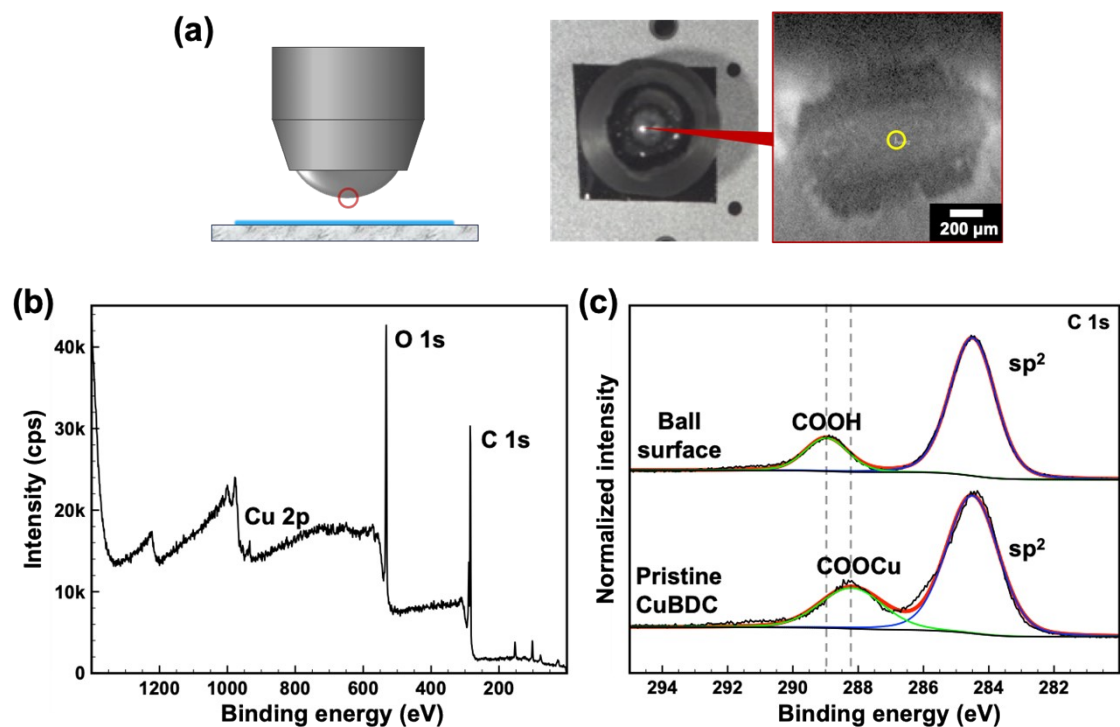 (a)
200 μm
(b)
Intensity (cps)
40k
30k
20k
10k
0
O 1s
C 1s
Cu 2p
1200
1000
800
600
400
200
Binding energy (eV)
(c)
Normalized intensity
C 1s
sp²
COOH
Ball
surface
COOCu
sp²
Pristine
CuBDC
294
292
290
288
286
284
282
Binding energy (eV)